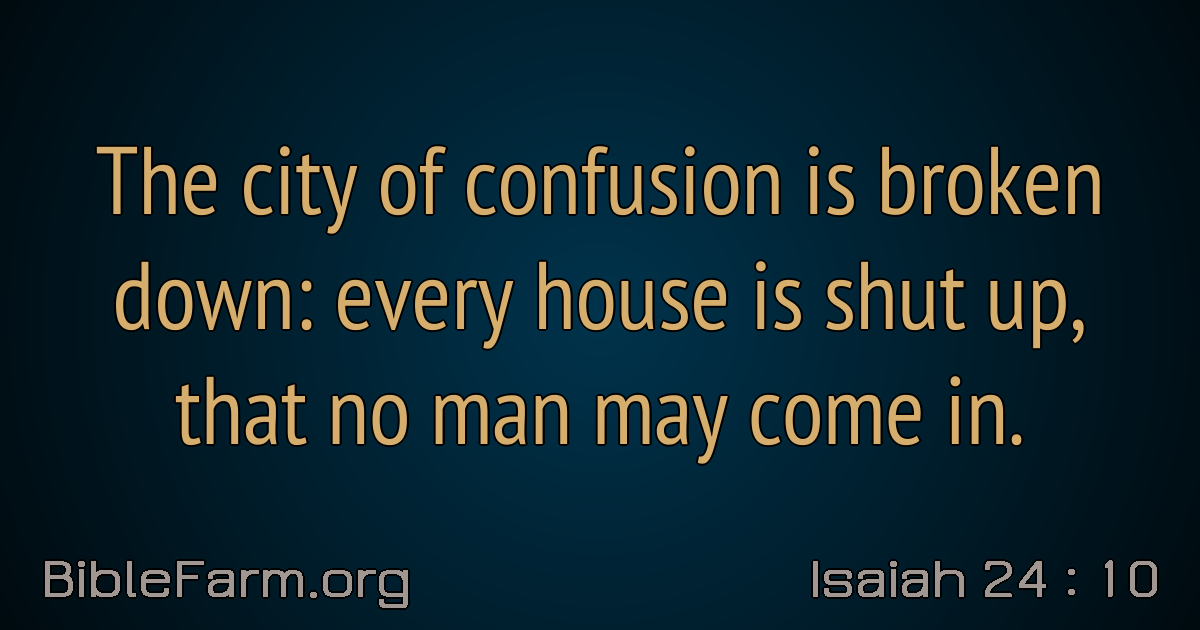 The city of confusion is broken
down: every house is shut up,
that no man may come in.
BibleFarm.org
Isaiah 24 : 10